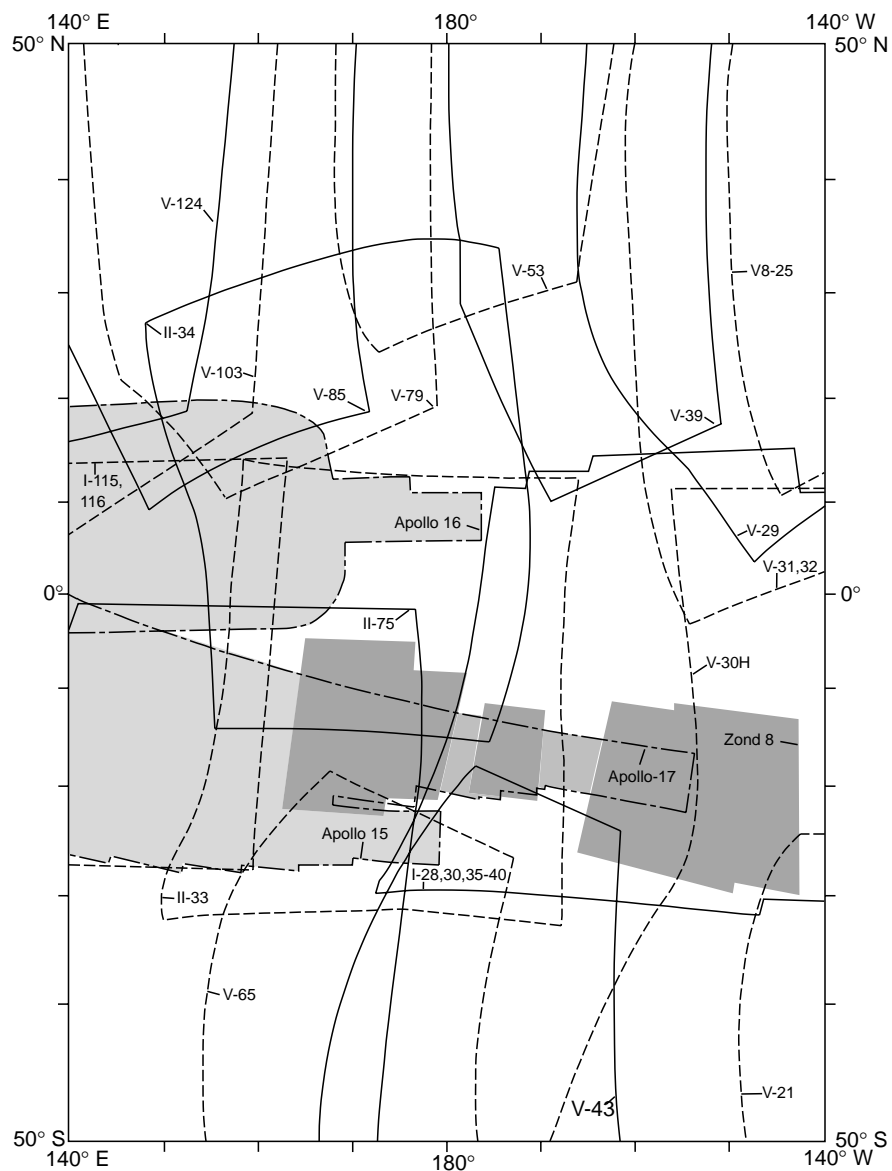 140° E
180°
140° W
50° N
50° N
V-124
V-53
V8-25
II-34
V-103
V-85
V-79
V-39
I-115,
116
Apollo 16
V-29
V-31,32
0°
0°
II-75
V-30H
Zond 8
Apollo-17
Apollo 15
I-28,30,35-40
II-33
V-65
V-21
V-43
50° S
50° S
140° E
180°
140° W